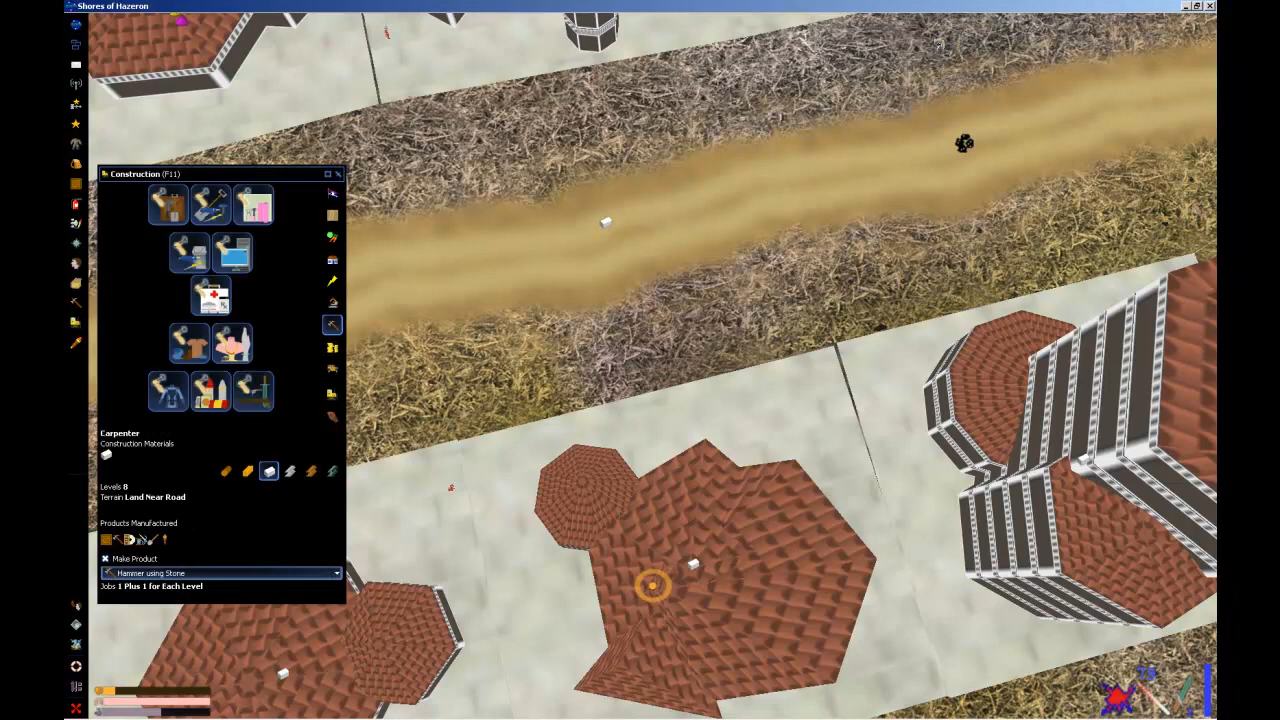 Shores of Hazeron
Construction (F11)
Carpenter
Construction Materials
Levels 8
Terrain Land Near Road
Products Manufactured
Make Product
Hammer using Stone
Jobs 1 Plus 1 for Each Level
79